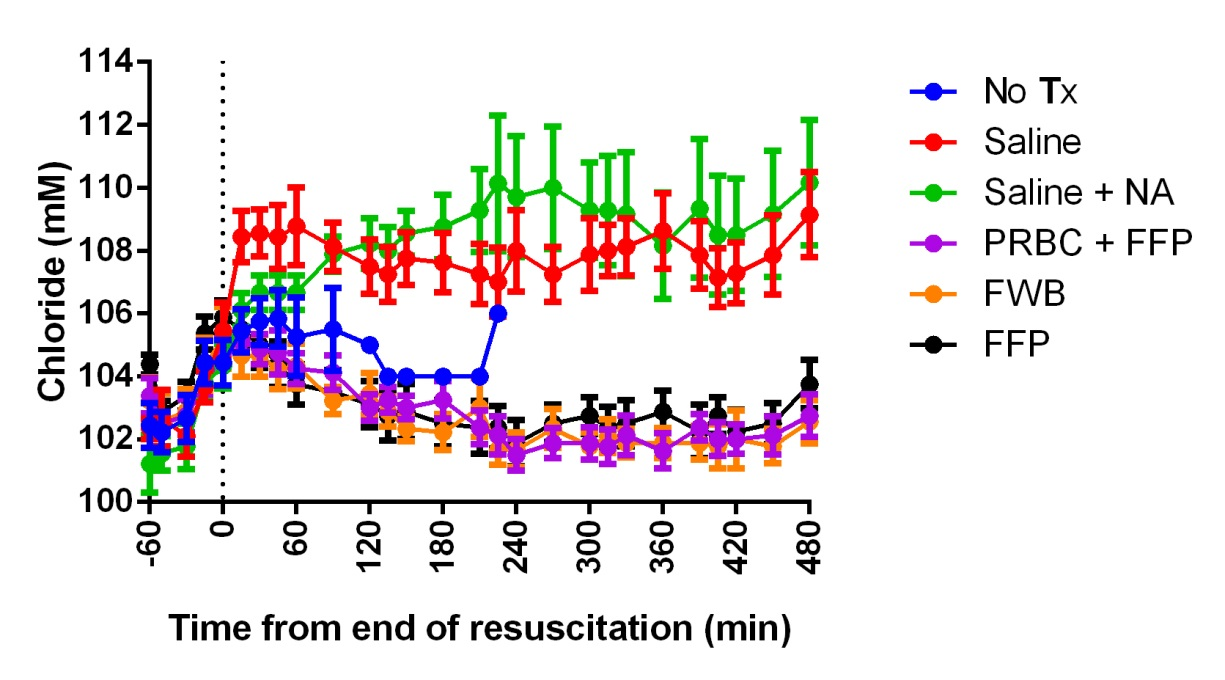 114
112
110
108
106
104
102
100
Chloride (mM)
-60
0
60
120
180
240
300
360
420
480
Time from end of resuscitation (min)
No Tx
Saline
Saline + NA
PRBC + FFP
FWB
FFP